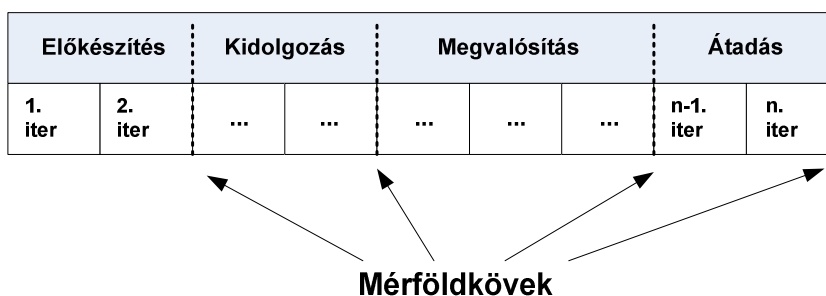 Előkészítés Kidolgozás Megvalósítás Átadás
1. iter 2. iter ... ... ... ... ... n-1. iter n. iter
Mérföldkövek